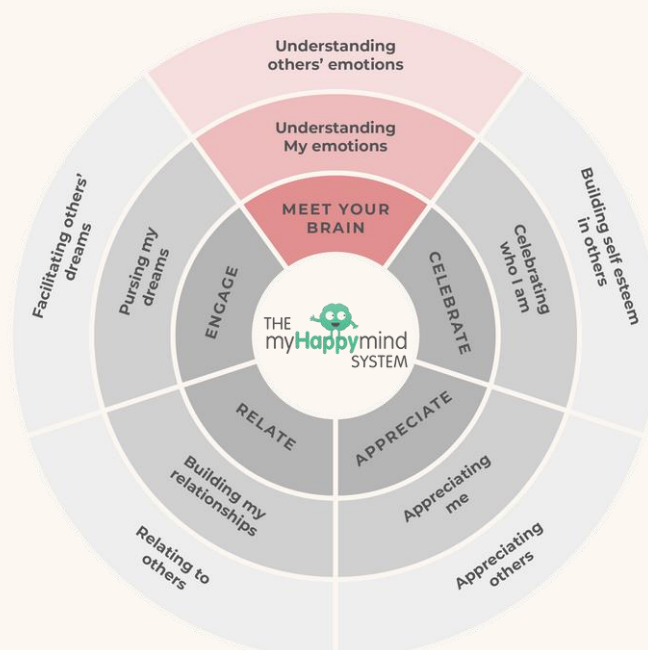 Understanding
others’ emotions
Understanding
My emotions
MEET YOUR
BRAIN
Building self esteem
in others
Celebrating
who I am
CELEBRATE
Appreciating
others
Appreciating
me
APPRECIATE
Relating to
others
Building my
relationships
RELATE
Facilitating others’
dreams
Pursing my
dreams
ENGAGE
THE
myHappymind
SYSTEM